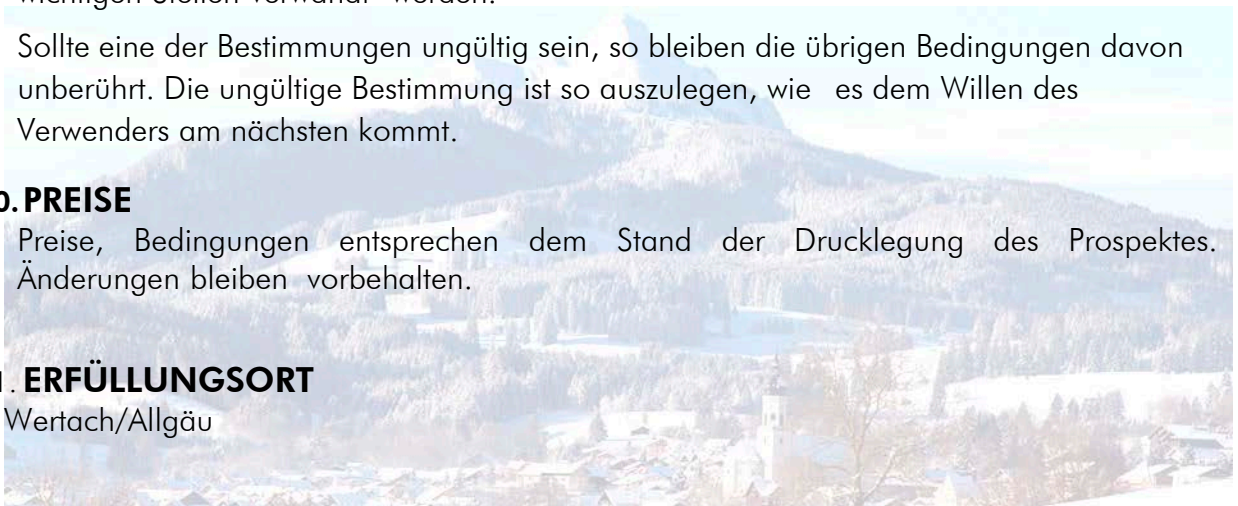 Sollte eine der Bestimmungen ungültig sein, so bleiben die übrigen Bedingungen davon
unberührt. Die ungültige Bestimmung ist so auszulegen, wie es dem Willen des
Verwenders am nächsten kommt.
0. PREISE
Preise, Bedingungen entsprechen dem Stand der Drucklegung des Prospektes.
Änderungen bleiben vorbehalten.
. ERFÜLLUNGSORT
Wertach/Allgäu